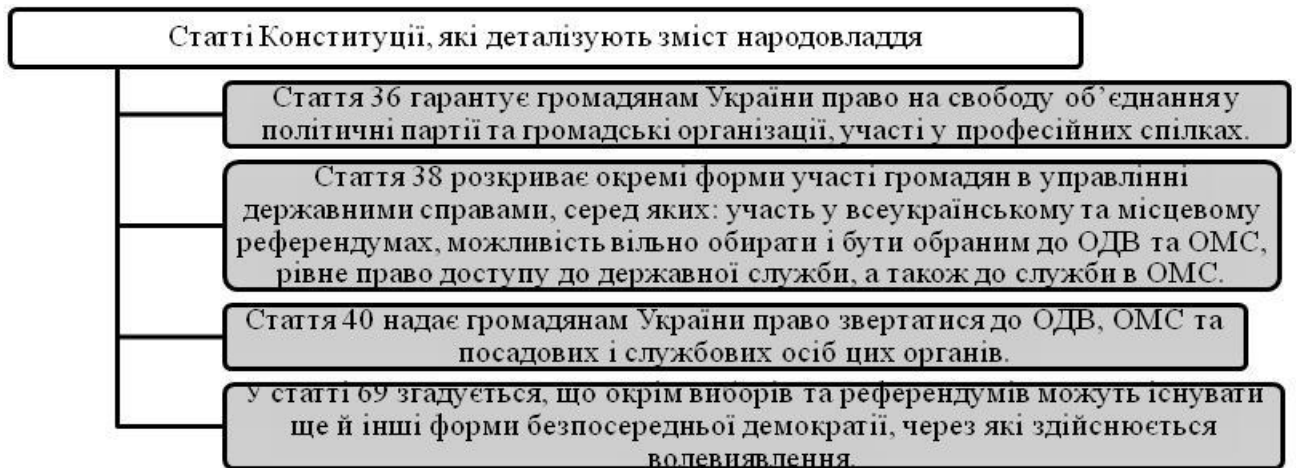 Статті Конституції, які деталізують зміст народовладдя
Стаття 36 гарантує громадянам України право на свободу об’єднання у
політичні партії та громадські організації, участі у професійних спілках.
Стаття 38 розкриває окремі форми участі громадян в управлінні
державними справами, серед яких: участь у всеукраїнському та місцевому
референдумах, можливість вільно обирати і бути обраним до ОДВ та ОМС,
рівне право доступу до державної служби, а також до служби в ОМС.
Стаття 40 надає громадянам України право звертатися до ОДВ, ОМС та
посадових і службових осіб цих органів.
У статті 69 згадується, що окрім виборів та референдумів можуть існувати
ще й інші форми безпосередньої демократії, через які здійснюється
волевиявлення.